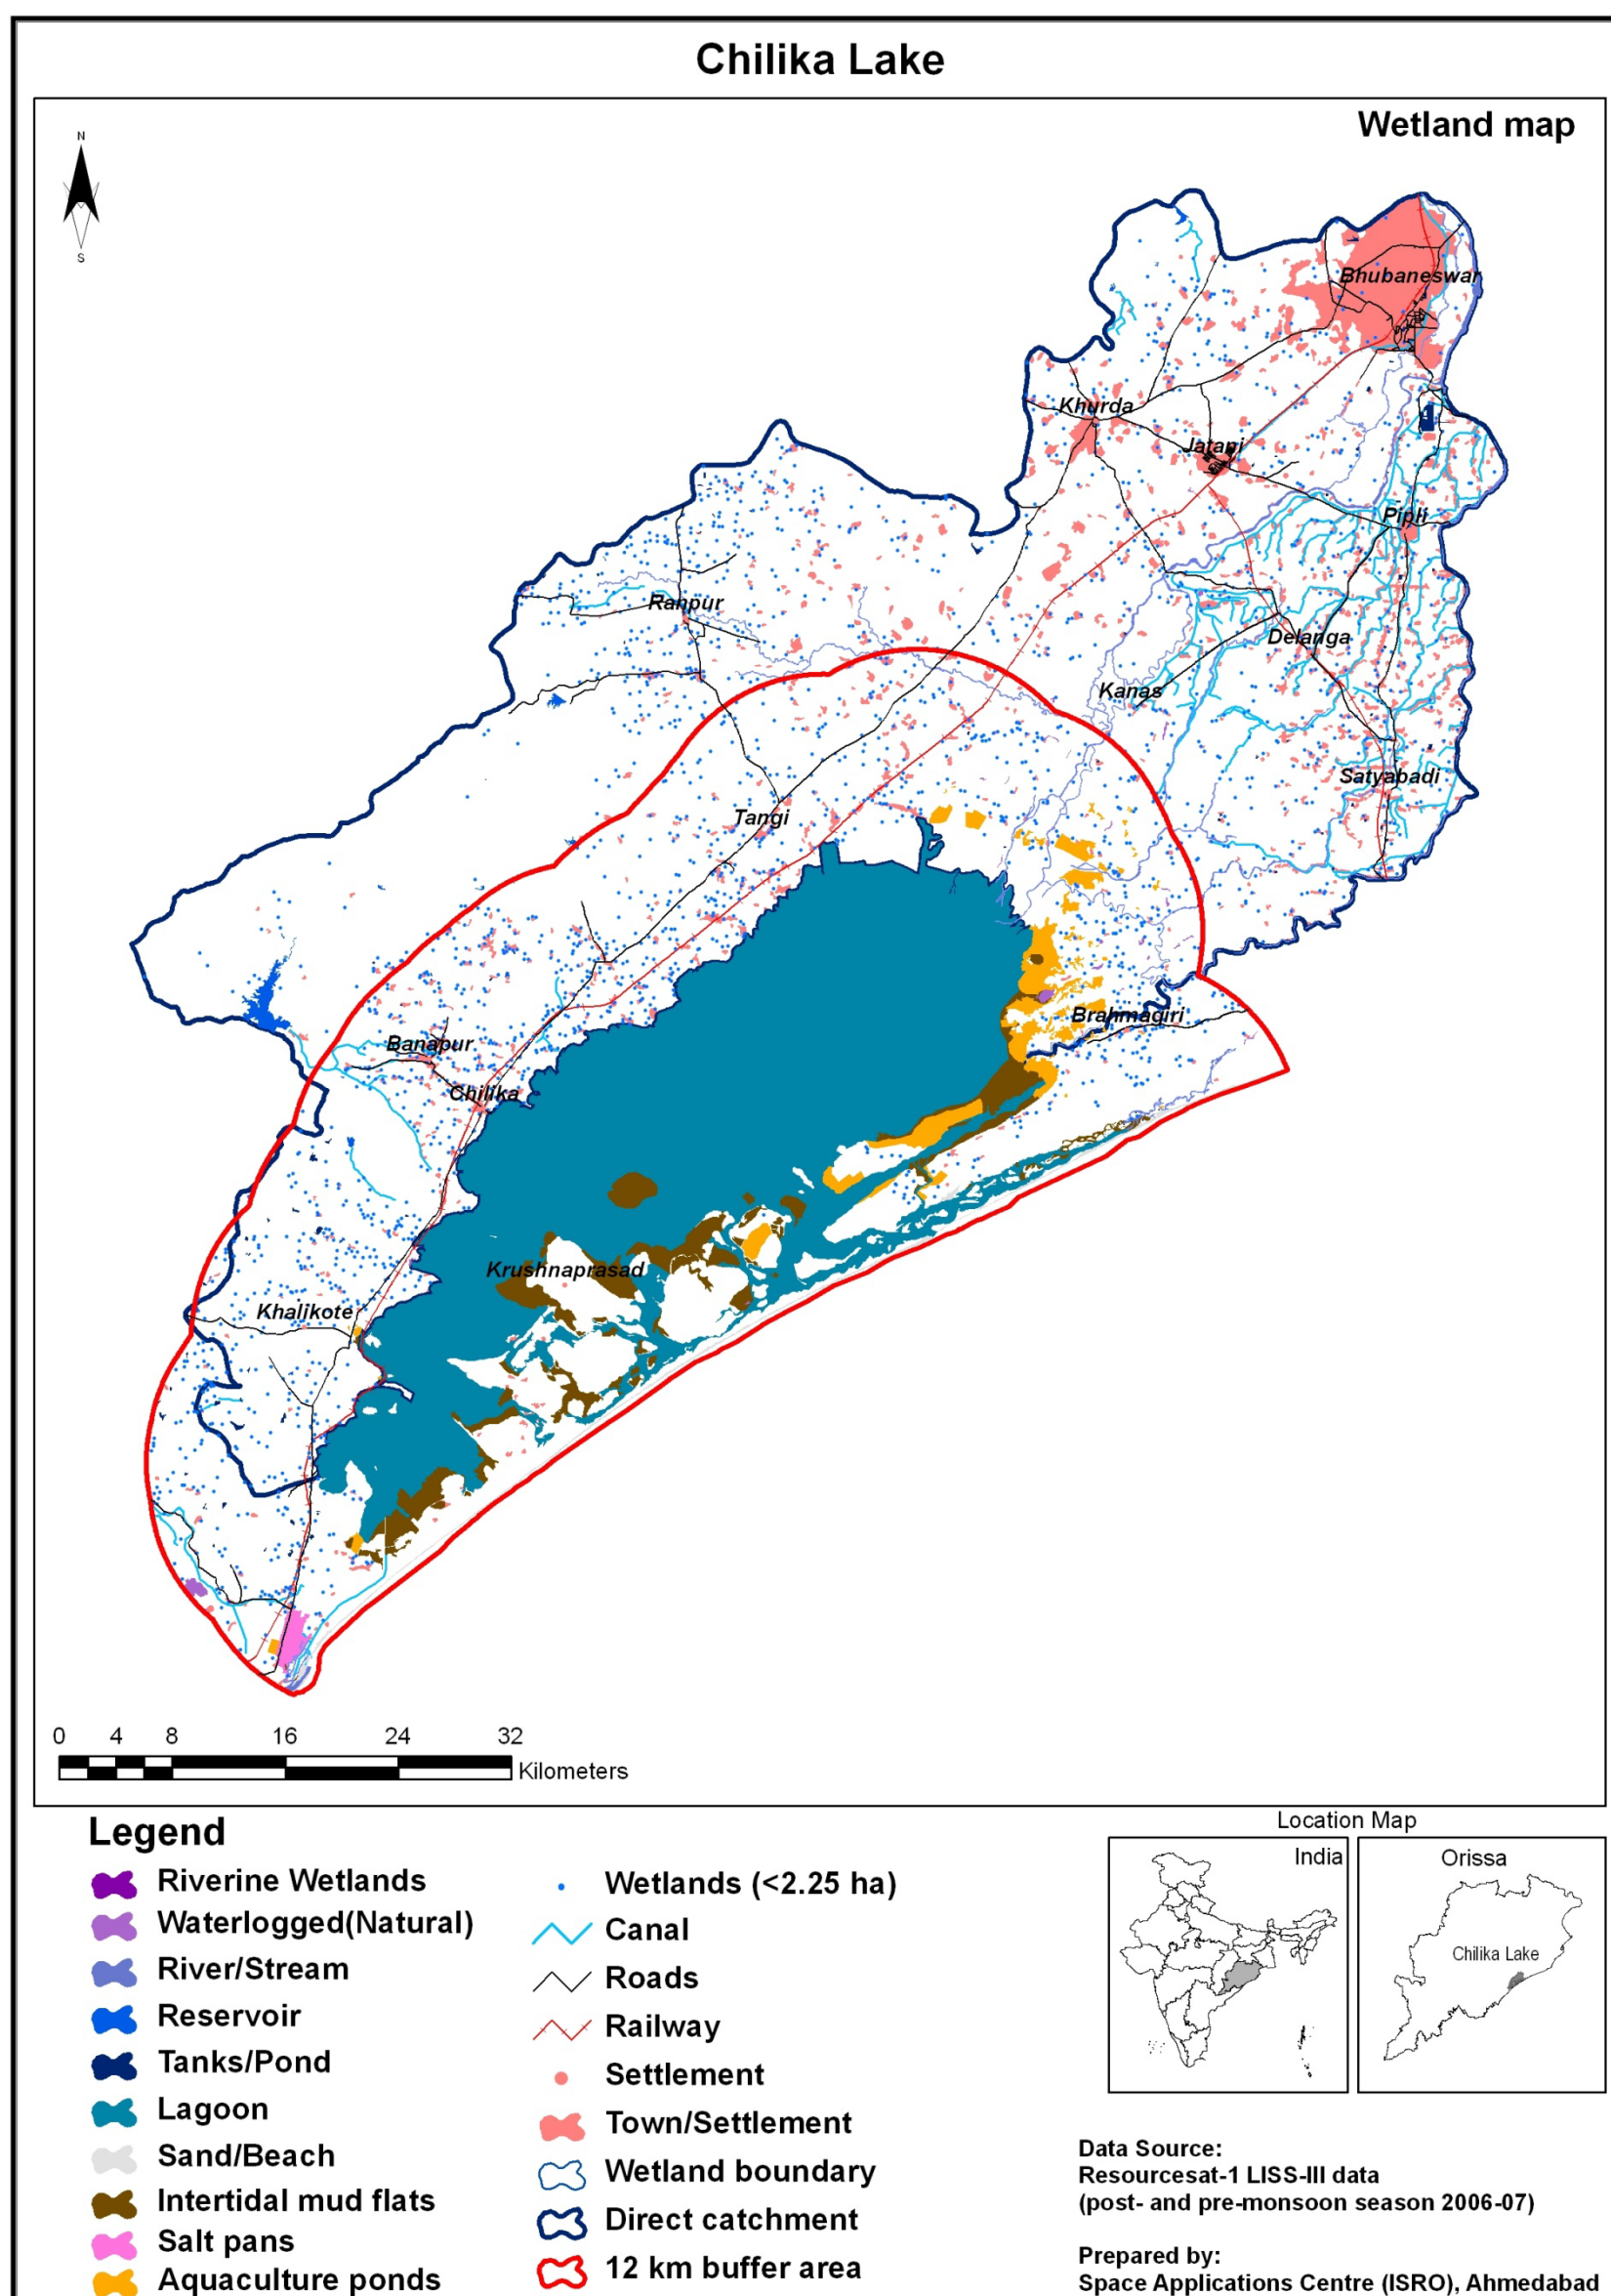 Chilika Lake
Wetland map
N
S
Bhubaneswar
Khurda
Jatani
Pipli
Ranpur
Delanga
Kanas
Satyabadi
Tangi
Brahmagiri
Banapur
Chilika
Krushnaprasad
Khalikote
0 4 8 16 24 32
Kilometers
Legend
Riverine Wetlands
Waterlogged(Natural)
River/Stream
Reservoir
Tanks/Pond
Lagoon
Sand/Beach
Intertidal mud flats
Salt pans
Aquaculture ponds
Wetlands (<2.25 ha)
Canal
Roads
Railway
Settlement
Town/Settlement
Wetland boundary
Direct catchment
12 km buffer area
Location Map
India
Orissa
Chilika Lake
Data Source:
Resourcesat-1 LISS-III data
(post- and pre-monsoon season 2006-07)
Prepared by:
Space Applications Centre (ISRO), Ahmedabad